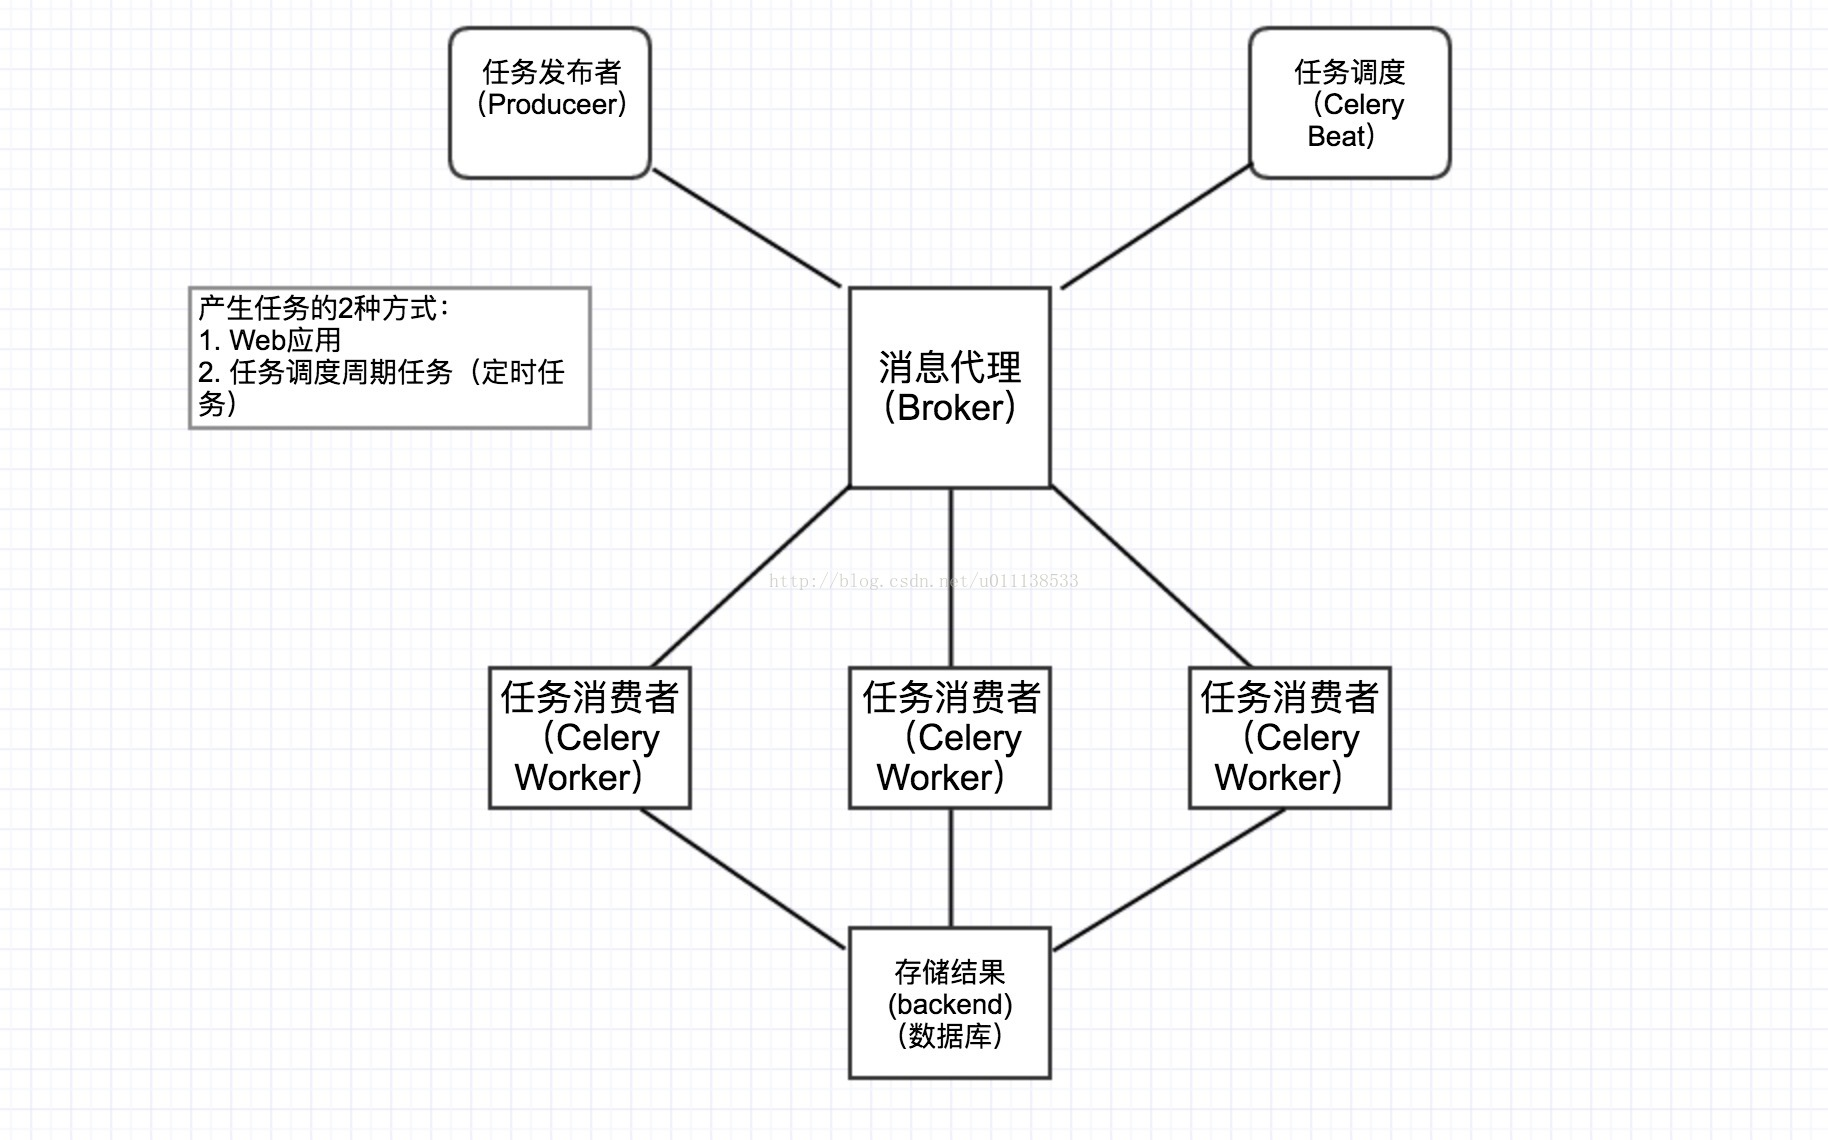 任务发布者
（Produceer）
任务调度
（Celery
Beat）
产生任务的2种方式：
1. Web应用
2. 任务调度周期任务（定时任
务）
消息代理
（Broker）
http://blog.csdn.net/u011138533
任务消费者
（Celery
Worker）
任务消费者
（Celery
Worker）
任务消费者
（Celery
Worker）
存储结果
(backend)
（数据库）